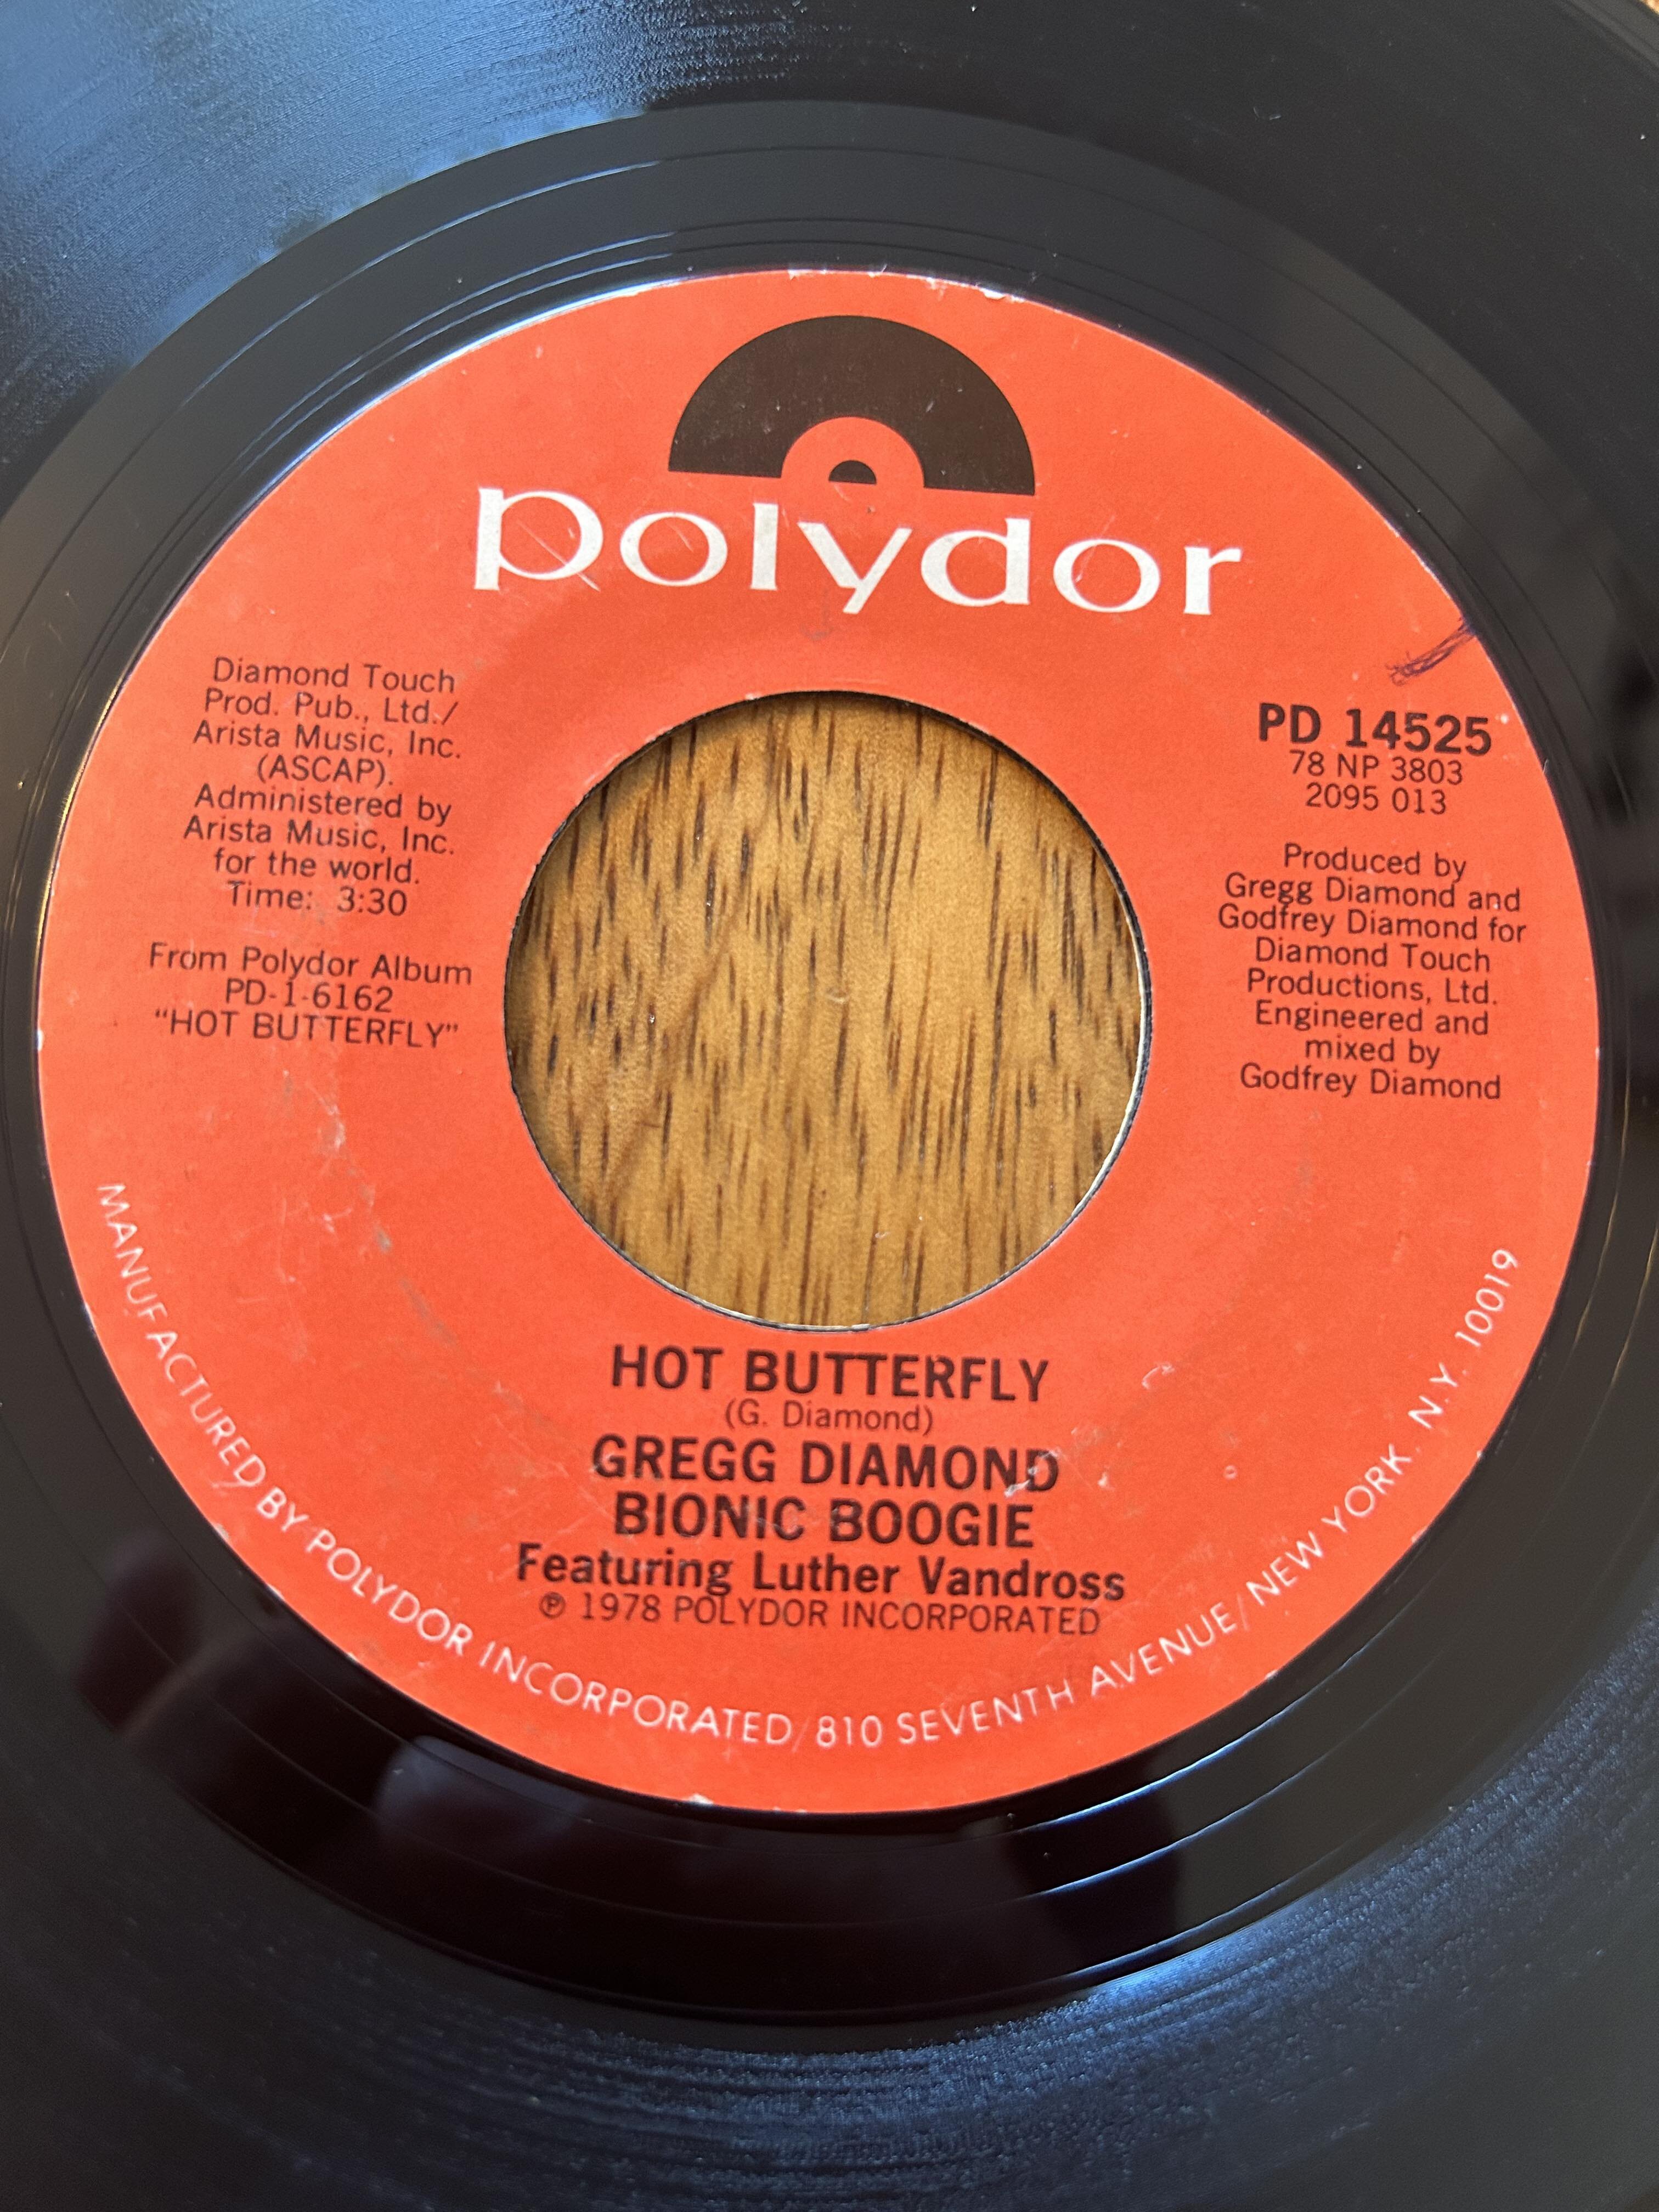 polydor
Diamond Touch
Prod. Pub., Ltd./
Arista Music, Inc.
(ASCAP).
Administered by
Arista Music, Inc.
for the world.
Time: 3:30
From Polydor Album
PD-1-6162
"HOT BUTTERFLY"
PD 14525
78 NP 3803
2095 013
Produced by
Gregg Diamond and
Godfrey Diamond for
Diamond Touch
Productions, Ltd.
Engineered and
mixed by
Godfrey Diamond
HOT BUTTERFLY
(G. Diamond)
GREGG DIAMOND
BIONIC BOOGIE
Featuring Luther Vandross
℗ 1978 POLYDOR INCORPORATED
MANUFACTURED BY POLYDOR INCORPORATED/810 SEVENTH AVENUE/NEW YORK, N.Y. 10019